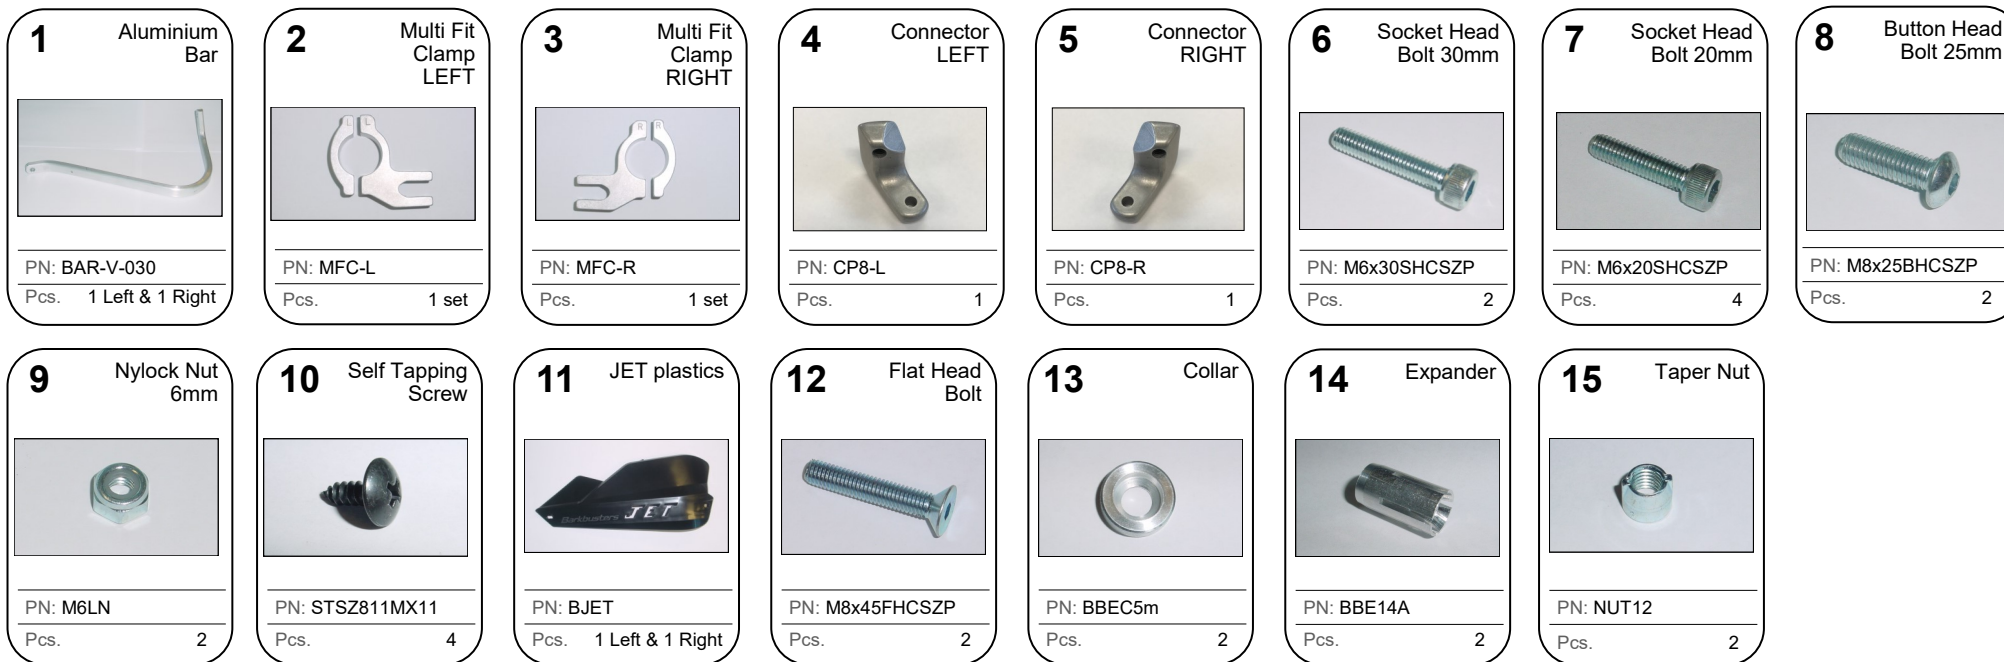 1 Aluminium
Bar
PN: BAR-V-030
Pcs. 1 Left & 1 Right
2 Multi Fit
Clamp
LEFT
L L
PN: MFC-L
Pcs. 1 set
3 Multi Fit
Clamp
RIGHT
R R
PN: MFC-R
Pcs. 1 set
4 Connector
LEFT
PN: CP8-L
Pcs. 1
5 Connector
RIGHT
PN: CP8-R
Pcs. 1
6 Socket Head
Bolt 30mm
PN: M6x30SHCSZP
Pcs. 2
7 Socket Head
Bolt 20mm
PN: M6x20SHCSZP
Pcs. 4
8 Button Head
Bolt 25mm
PN: M8x25BHCSZP
Pcs. 2
9 Nylock Nut
6mm
PN: M6LN
Pcs. 2
10 Self Tapping
Screw
PN: STSZ811MX11
Pcs. 4
11 JET plastics
Barkbusters JET
PN: BJET
Pcs. 1 Left & 1 Right
12 Flat Head
Bolt
PN: M8x45FHCSZP
Pcs. 2
13 Collar
PN: BBEC5m
Pcs. 2
14 Expander
PN: BBE14A
Pcs. 2
15 Taper Nut
PN: NUT12
Pcs. 2